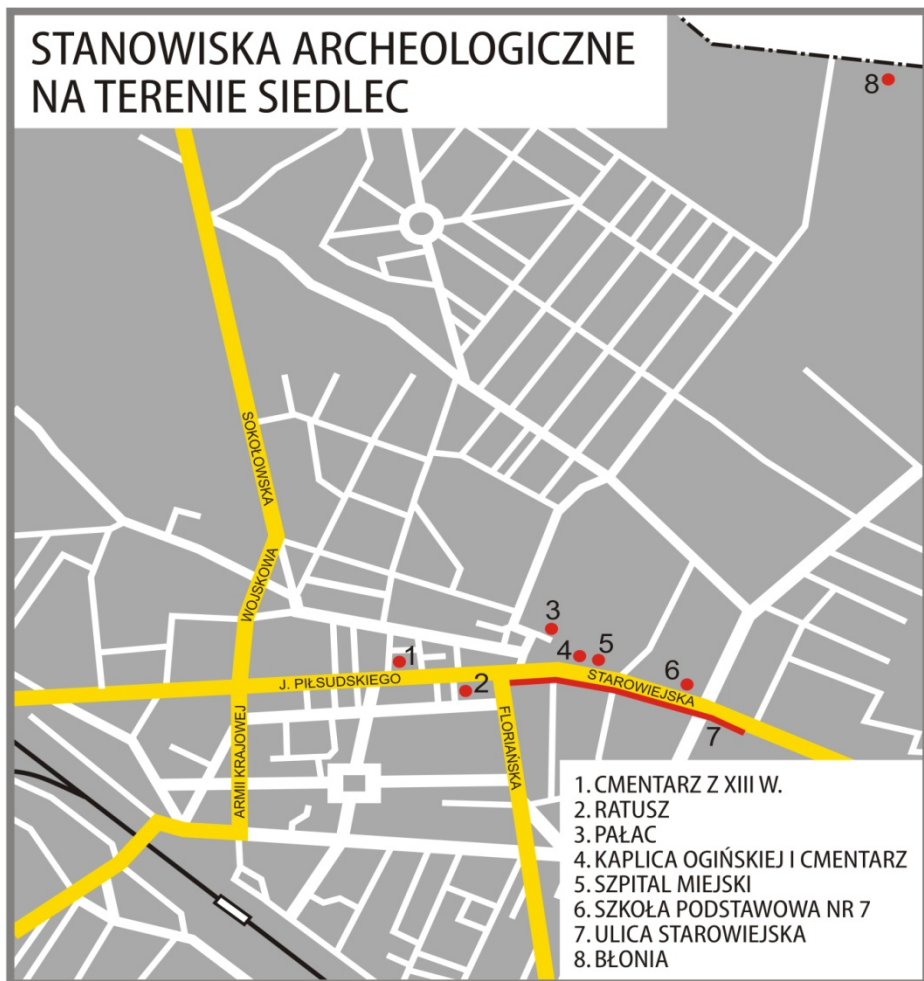 STANOWISKA ARCHEOLOGICZNE
NA TERENIE SIEDLEC
8
SOKOŁOWSKA
WOJSKOWA
3
4
5
1
6
J. PIŁSUDSKIEGO
2
STAROWIEJSKA
7
ARMII KRAJOWEJ
FLORIAŃSKA
1. CMENTARZ Z XIII W.
2. RATUSZ
3. PAŁAC
4. KAPLICA OGIŃSKIEJ I CMENTARZ
5. SZPITAL MIEJSKI
6. SZKOŁA PODSTAWOWA NR 7
7. ULICA STAROWIEJSKA
8. BŁONIA